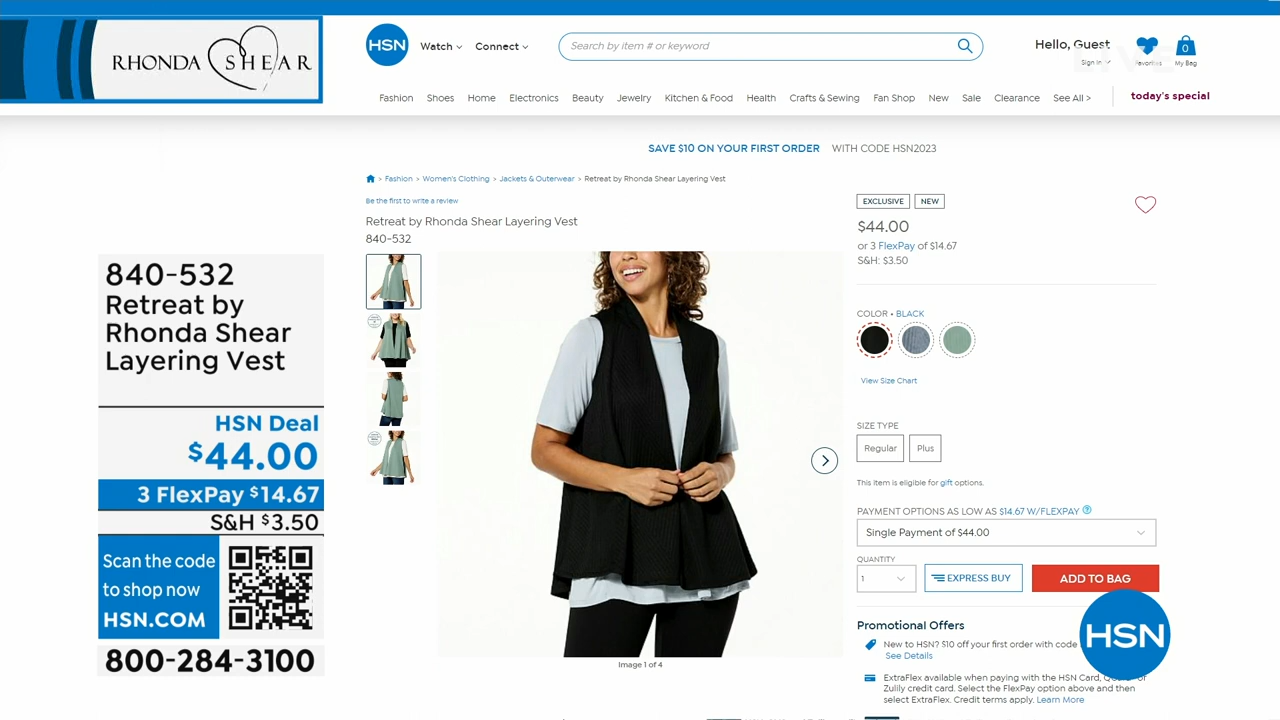 RHONDA SHEAR
HSN
Watch
Connect
Search by item # or keyword
Hello, Guest
Sign In
Favorites
0
My Bag
Fashion Shoes Home Electronics Beauty Jewelry Kitchen & Food Health Crafts & Sewing Fan Shop New Sale Clearance See All >
today's special
SAVE $10 ON YOUR FIRST ORDER WITH CODE HSN2023
> Fashion > Women's Clothing > Jackets & Outerwear > Retreat by Rhonda Shear Layering Vest
Be the first to write a review
Retreat by Rhonda Shear Layering Vest
840-532
840-532
Retreat by
Rhonda Shear
Layering Vest
HSN Deal
$44.00
3 FlexPay $14.67
S&H $3.50
Scan the code
to shop now
HSN.COM
800-284-3100
Image 1 of 4
EXCLUSIVE
NEW
$44.00
or 3 FlexPay of $14.67
S&H: $3.50
COLOR • BLACK
View Size Chart
SIZE TYPE
Regular
Plus
This item is eligible for gift options.
PAYMENT OPTIONS AS LOW AS $14.67 W/FLEXPAY
Single Payment of $44.00
QUANTITY
1
EXPRESS BUY
ADD TO BAG
Promotional Offers
New to HSN? $10 off your first order with code
See Details
HSN
ExtraFlex available when paying with the HSN Card, or
Zulily credit card. Select the FlexPay option above and then
select ExtraFlex. Credit terms apply. Learn More